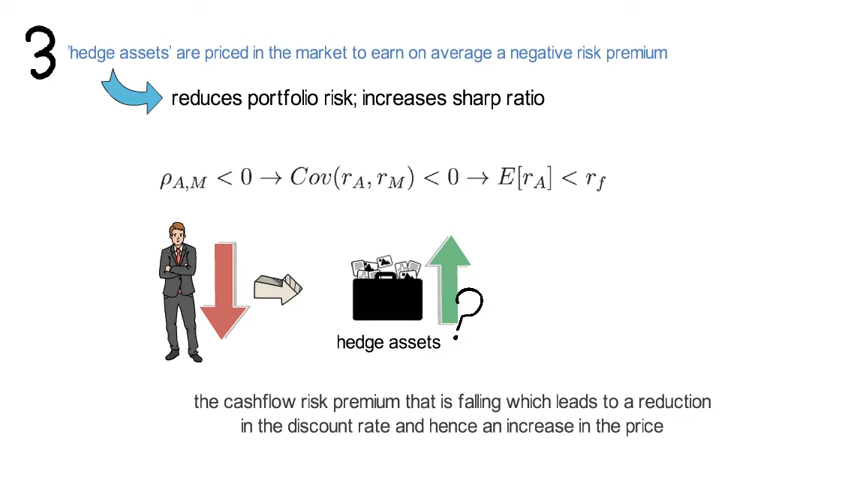 3
'hedge assets' are priced in the market to earn on average a negative risk premium
reduces portfolio risk; increases sharp ratio
ρ_{A,M} < 0 → Cov(r_A, r_M) < 0 → E[r_A] < r_f
?
hedge assets
the cashflow risk premium that is falling which leads to a reduction
in the discount rate and hence an increase in the price